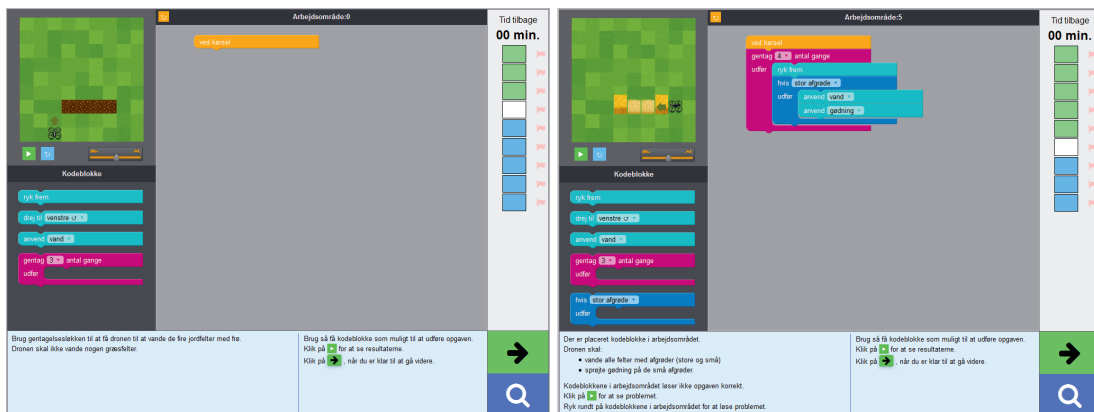 Arbejdsområde:0
Tid tilbage
00 min.
ved kørsel
Kodeblokke
ryk frem
drej til venstre ↺
anvend vand
gentag 3 antal gange
udfør
Brug gentagelsesløkken til at få dronen til at vande de fire jordfelter med frø.
Dronen skal ikke vande nogen græsfelter.
Brug så få kodeblokke som muligt til at udføre opgaven.
Klik på for at se resultaterne.
Klik på , når du er klar til at gå videre.
Arbejdsområde:5
Tid tilbage
00 min.
ved kørsel
gentag 4 antal gange
udfør
ryk frem
hvis stor afgrøde
udfør
anvend vand
anvend gødning
Kodeblokke
ryk frem
drej til venstre ↺
anvend vand
gentag 3 antal gange
udfør
hvis stor afgrøde
udfør
Der er placeret kodeblokke i arbejdsområdet.
Dronen skal:
• vande alle felter med afgrøder (store og små)
• sprøjte gødning på de små afgrøder.
Kodeblokkene i arbejdsområdet løser ikke opgaven korrekt.
Klik på for at se problemet.
Ryk rundt på kodeblokkene i arbejdsområdet for at løse problemet.
Brug så få kodeblokke som muligt til at udføre opgaven.
Klik på for at se resultaterne.
Klik på , når du er klar til at gå videre.